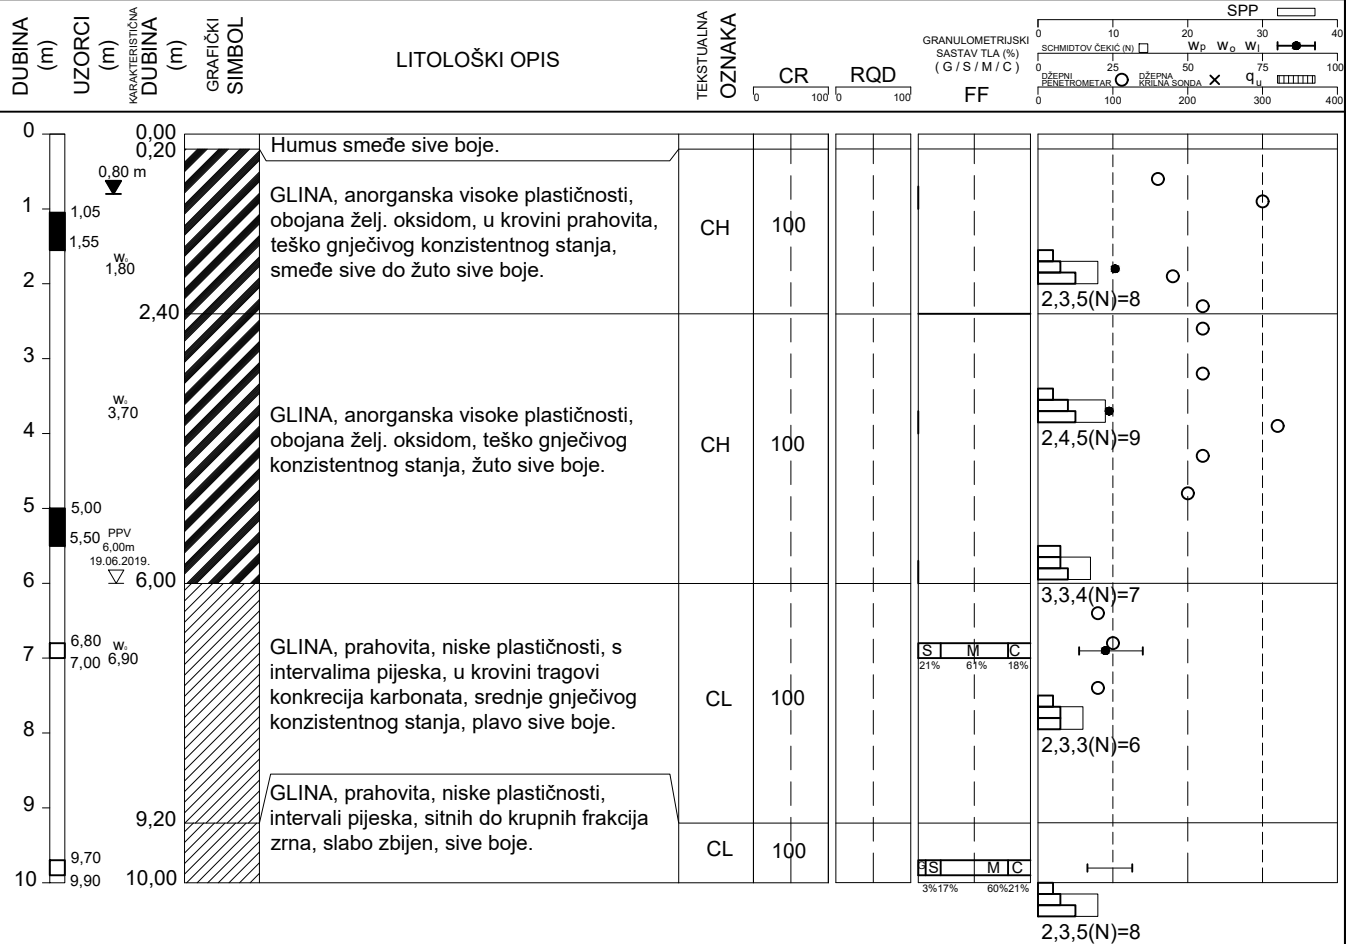 DUBINA
(m)
UZORCI
(m)
KARAKTERISTIČNA
DUBINA
(m)
GRAFIČKI
SIMBOL
LITOLOŠKI OPIS
TEKSTUALNA
OZNAKA
CR
0 100
RQD
0 100
GRANULOMETRIJSKI
SASTAV TLA (%)
( G / S / M / C )
FF
SPP
0 10 20 30 40
SCHMIDTOV ČEKIĆ (N)
wP wo wl
0 25 50 75 100
DŽEPNI
PENETROMETAR
DŽEPNA
KRILNA SONDA
qu
0 100 200 300 400
0
0,00
0,20
Humus smeđe sive boje.
0,80 m
1
1,05
1,55
Wo
1,80
GLINA, anorganska visoke plastičnosti,
obojana želj. oksidom, u krovini prahovita,
teško gnječivog konzistentnog stanja,
smeđe sive do žuto sive boje.
CH
100
2
2,3,5(N)=8
2,40
3
Wo
3,70
GLINA, anorganska visoke plastičnosti,
obojana želj. oksidom, teško gnječivog
konzistentnog stanja, žuto sive boje.
CH
100
4
2,4,5(N)=9
5
5,00
5,50
PPV
6,00m
19.06.2019.
6
6,00
3,3,4(N)=7
6,80
7,00
Wo
6,90
7
GLINA, prahovita, niske plastičnosti, s
intervalima pijeska, u krovini tragovi
konkrecija karbonata, srednje gnječivog
konzistentnog stanja, plavo sive boje.
CL
100
S M C
21% 61% 18%
8
2,3,3(N)=6
9
9,20
GLINA, prahovita, niske plastičnosti,
intervali pijeska, sitnih do krupnih frakcija
zrna, slabo zbijen, sive boje.
CL
100
9,70
9,90
10
10,00
G S M C
3% 17% 60% 21%
2,3,5(N)=8